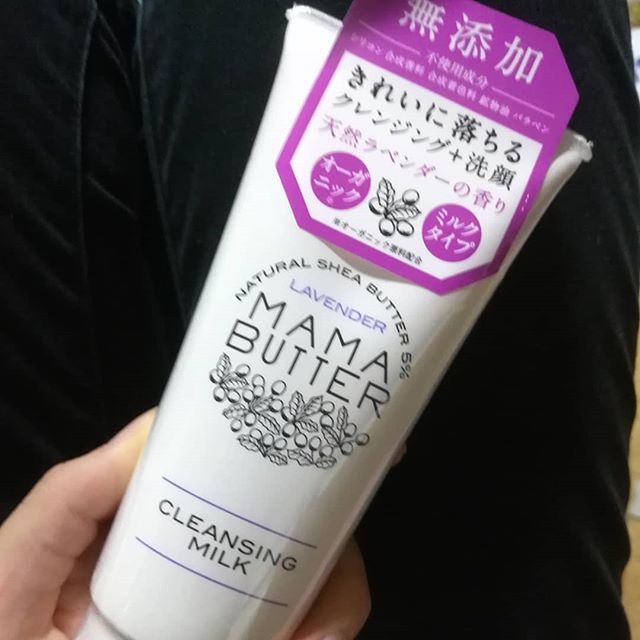 無添加
不使用成分
シリコン 合成香料 合成着色料 鉱物油 パラベン
きれいに落ちる
クレンジング+洗顔
天然ラベンダーの香り
オーガニック※
ミルクタイプ
※オーガニック原料配合
NATURAL SHEA BUTTER 5%
LAVENDER
MAMA
BUTTER
CLEANSING
MILK